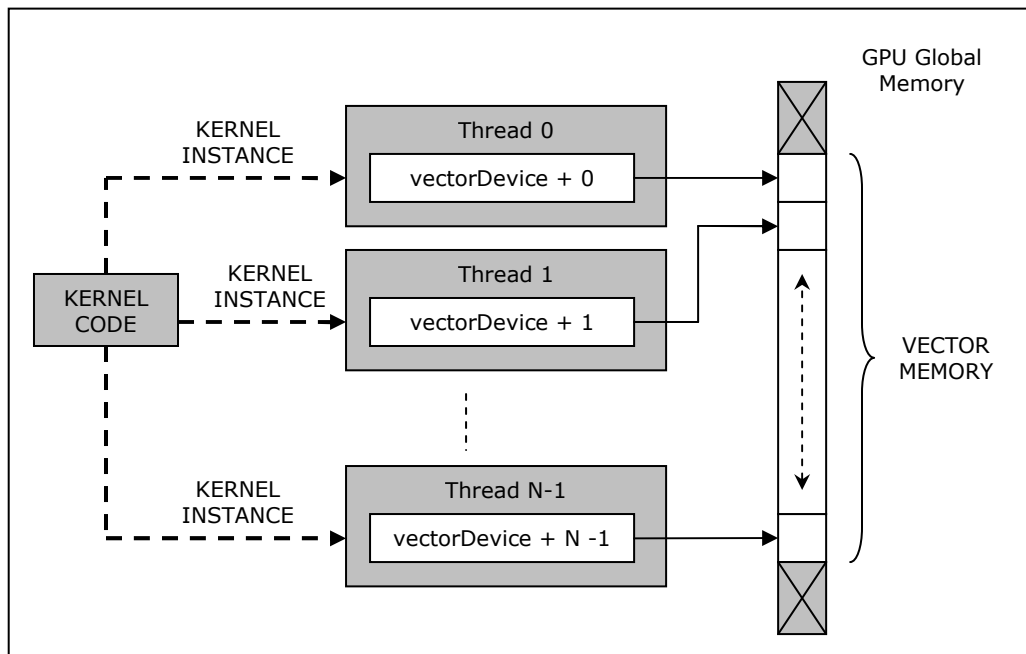 GPU Global
Memory
KERNEL
INSTANCE
Thread 0
vectorDevice + 0
KERNEL
INSTANCE
Thread 1
vectorDevice + 1
KERNEL
CODE
VECTOR
MEMORY
KERNEL
INSTANCE
Thread N-1
vectorDevice + N -1